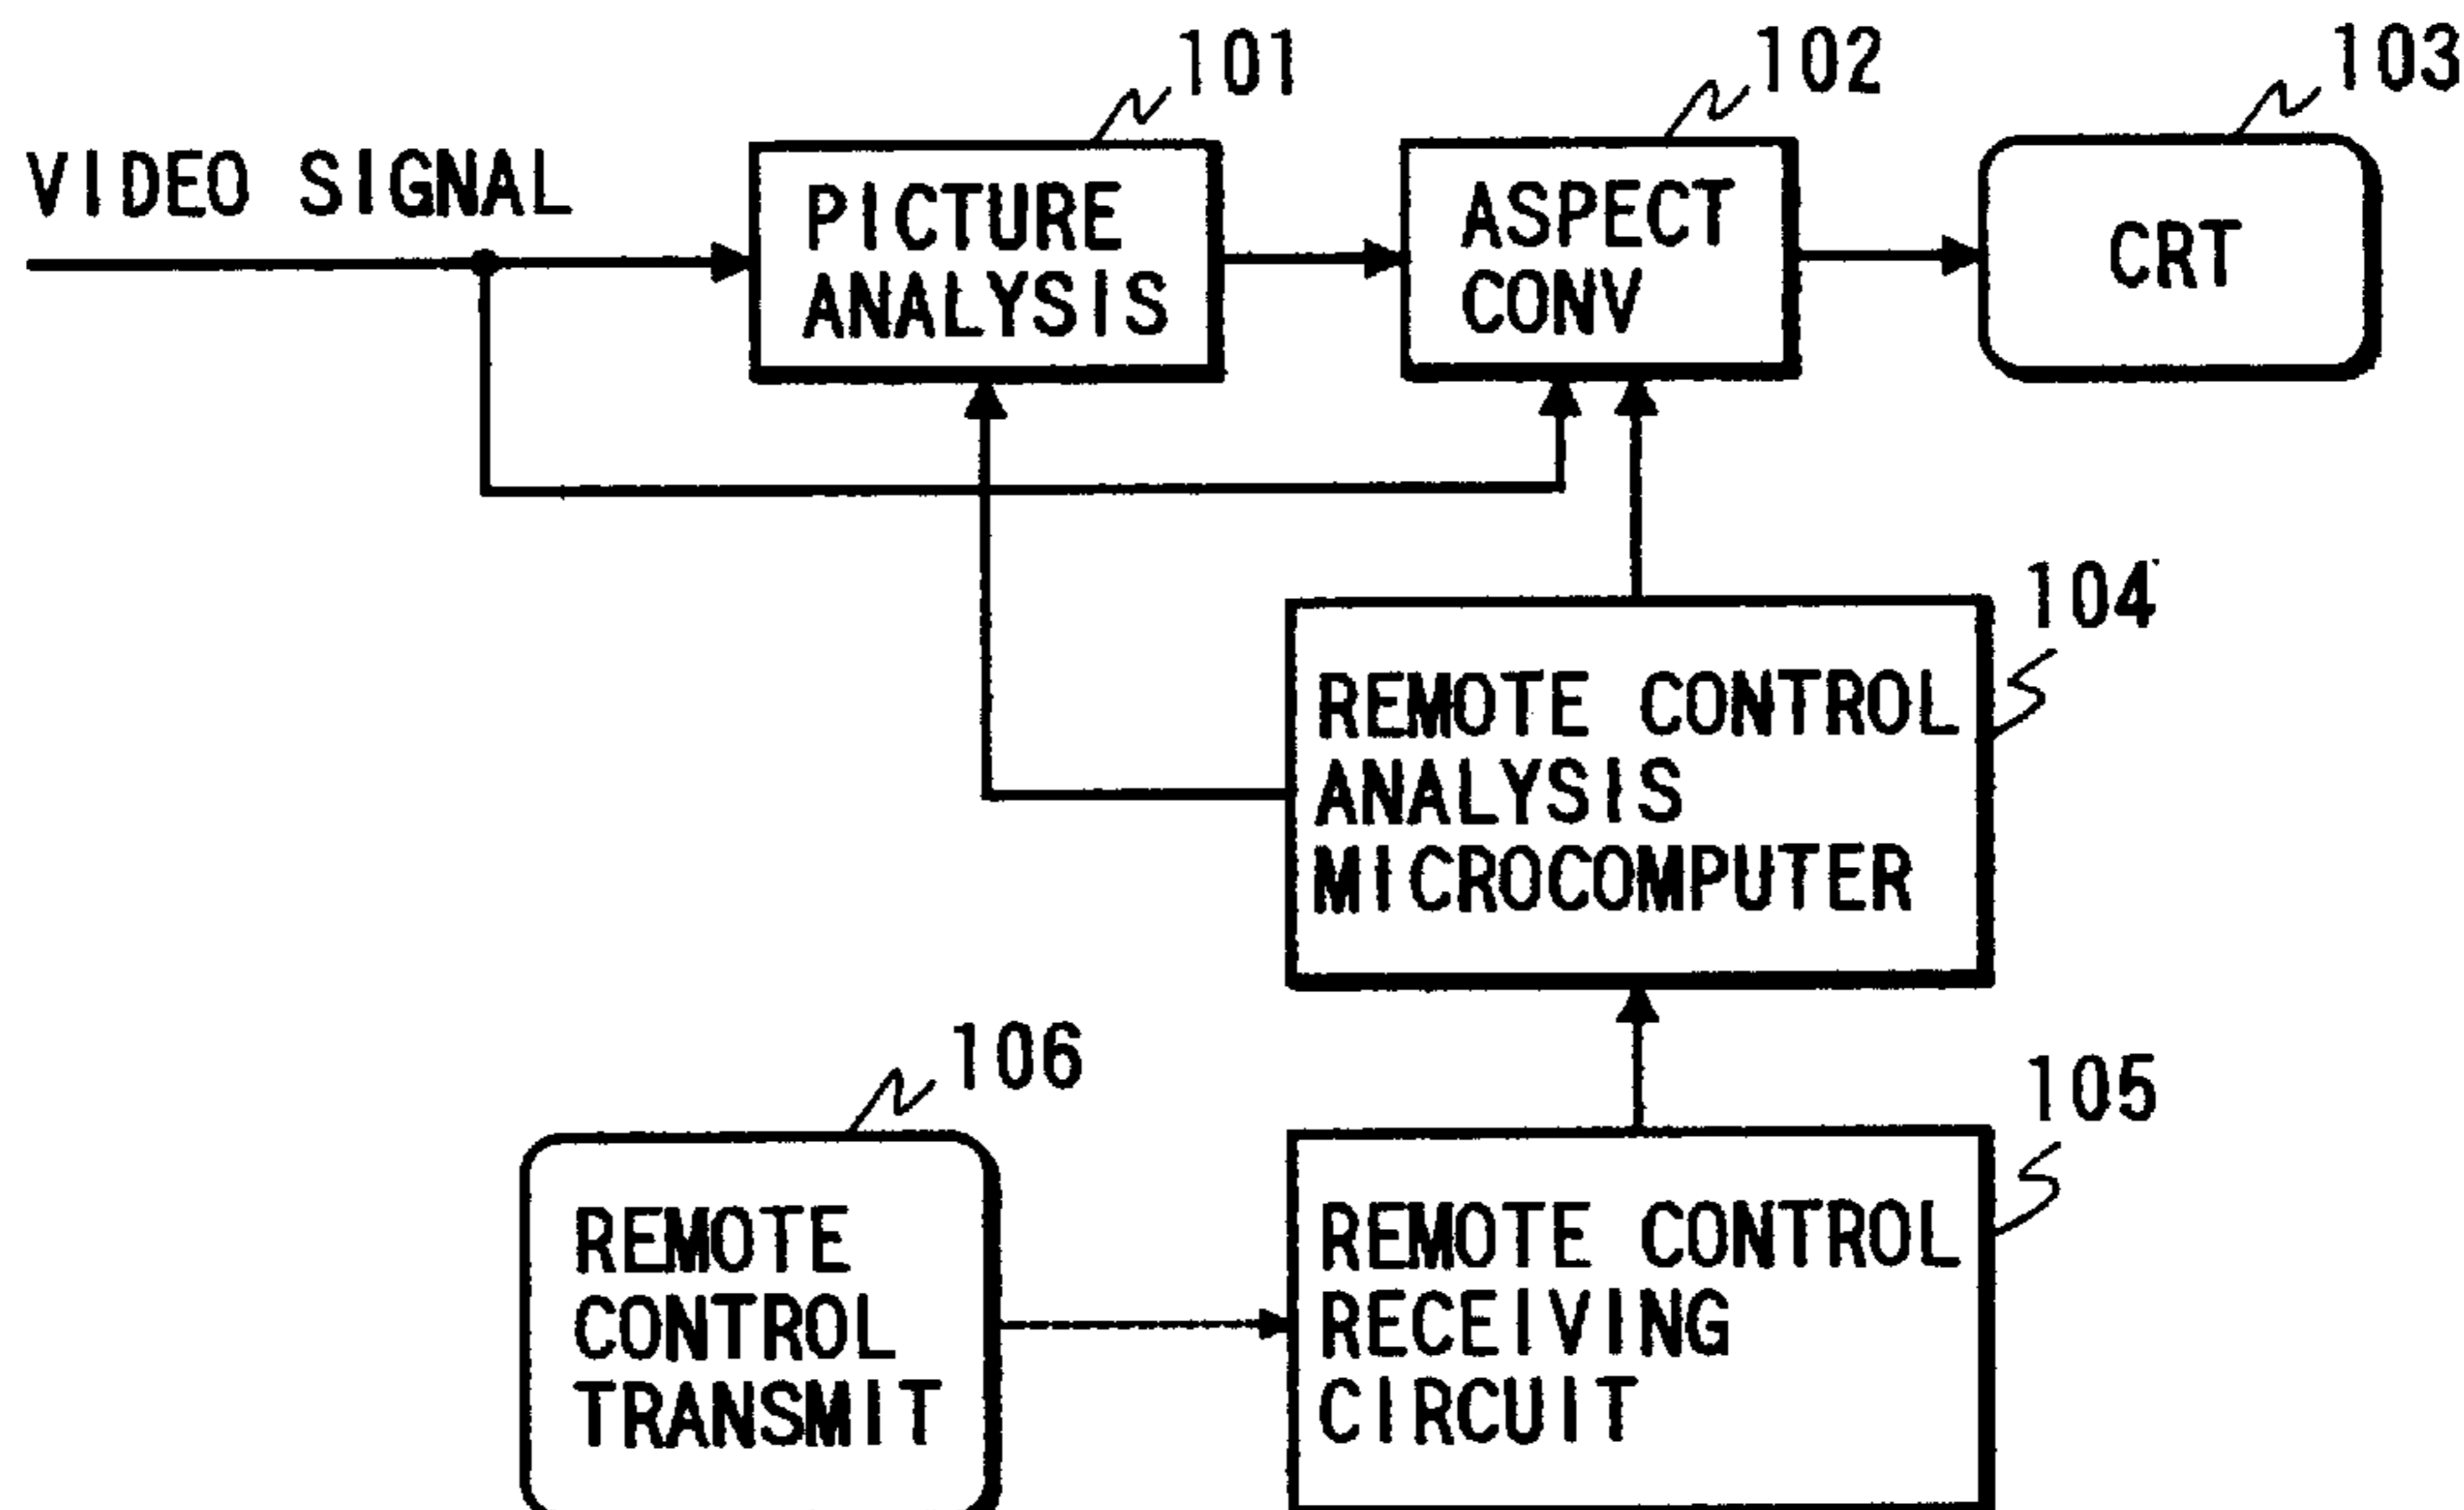 101
102
103
VIDEO SIGNAL
PICTURE
ANALYSIS
ASPECT
CONV
CRT
104
REMOTE CONTROL
ANALYSIS
MICROCOMPUTER
106
105
REMOTE
CONTROL
TRANSMIT
REMOTE CONTROL
RECEIVING
CIRCUIT